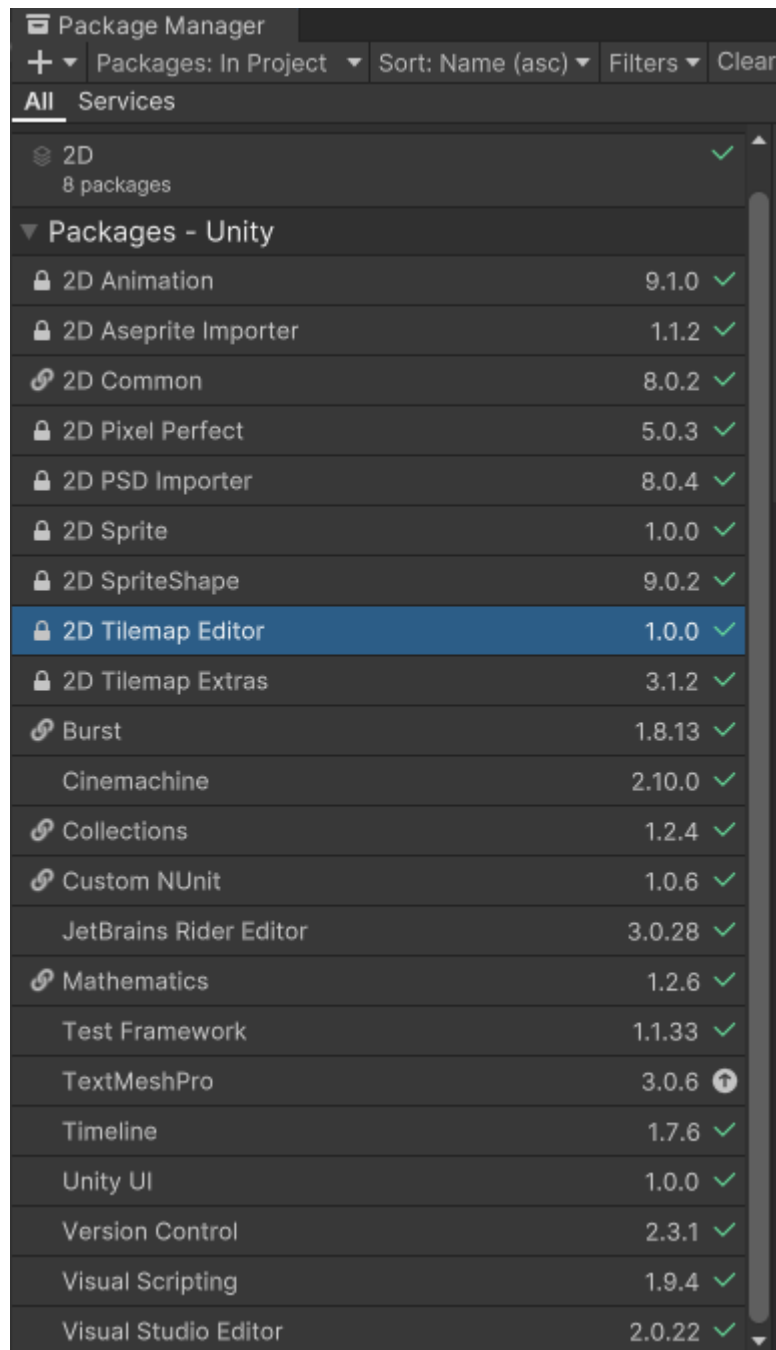 Package Manager
+ Packages: In Project Sort: Name (asc) Filters Clear
All Services
2D
8 packages
Packages - Unity
2D Animation 9.1.0
2D Aseprite Importer 1.1.2
2D Common 8.0.2
2D Pixel Perfect 5.0.3
2D PSD Importer 8.0.4
2D Sprite 1.0.0
2D SpriteShape 9.0.2
2D Tilemap Editor 1.0.0
2D Tilemap Extras 3.1.2
Burst 1.8.13
Cinemachine 2.10.0
Collections 1.2.4
Custom NUnit 1.0.6
JetBrains Rider Editor 3.0.28
Mathematics 1.2.6
Test Framework 1.1.33
TextMeshPro 3.0.6
Timeline 1.7.6
Unity UI 1.0.0
Version Control 2.3.1
Visual Scripting 1.9.4
Visual Studio Editor 2.0.22